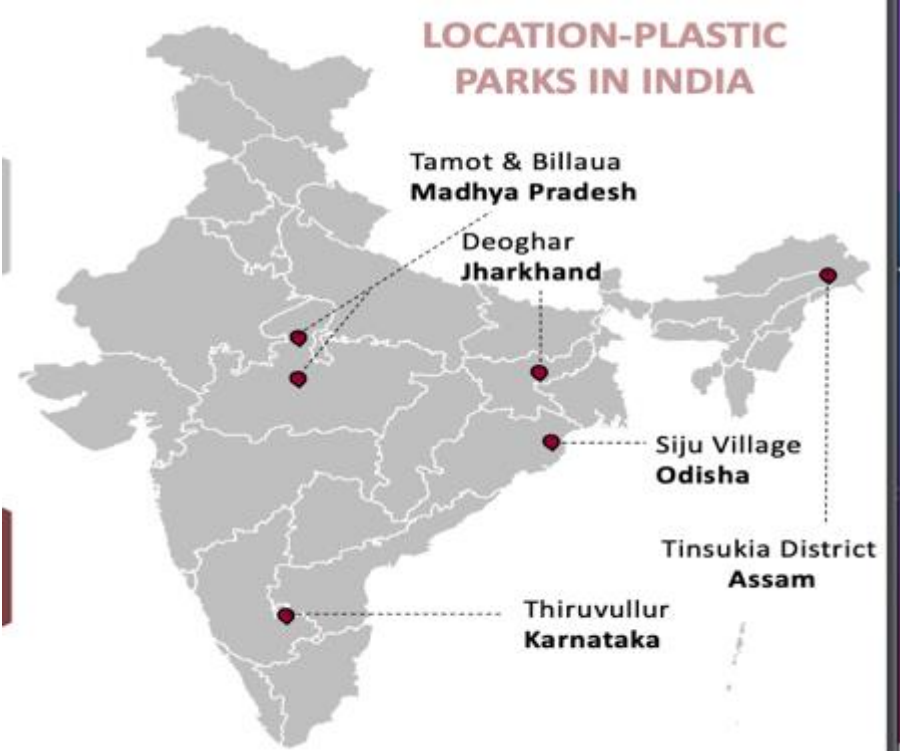 LOCATION-PLASTIC
PARKS IN INDIA
Tamot & Billaua
Madhya Pradesh
Deoghar
Jharkhand
Siju Village
Odisha
Tinsukia District
Assam
Thiruvullur
Karnataka